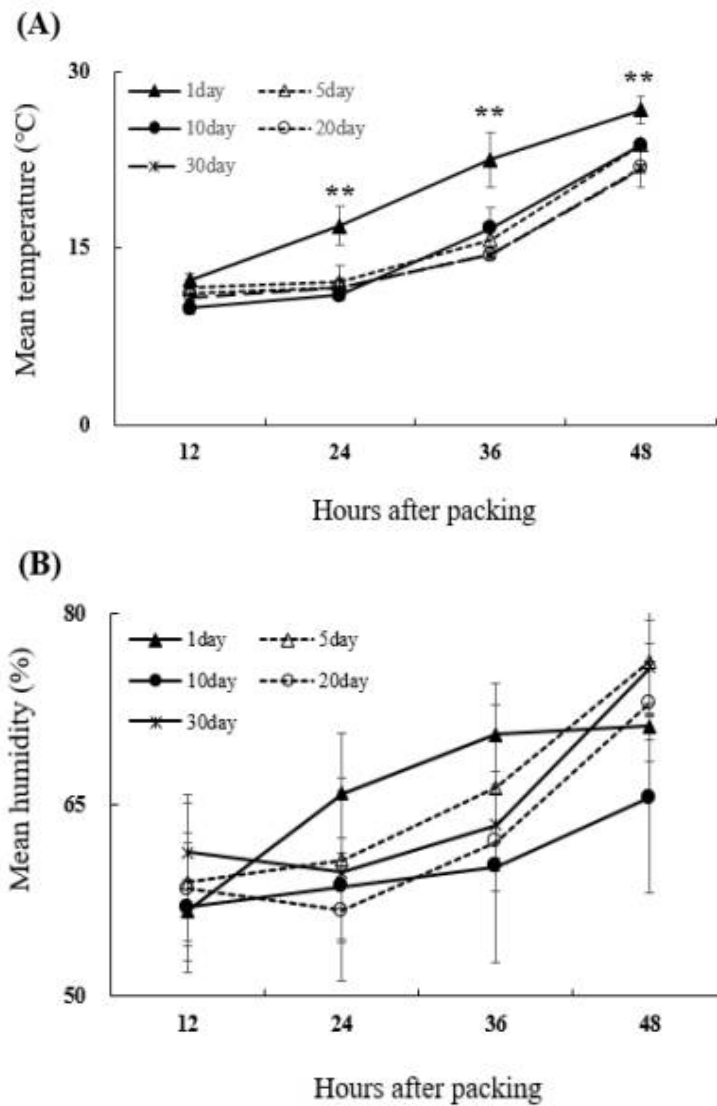 (A)
30
**
**
1day
5day
10day
20day
**
30day
15
0
12
24
36
48
Mean temperature (°C)
Hours after packing
(B)
80
1day
5day
10day
20day
30day
65
50
12
24
36
48
Mean humidity (%)
Hours after packing